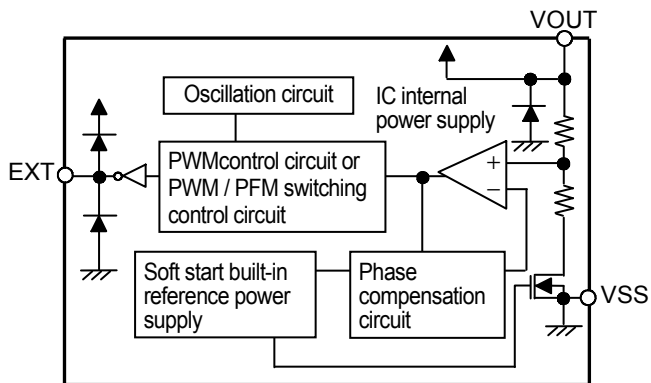 VOUT
Oscillation circuit
IC internal
power supply
EXT
PWMcontrol circuit or
PWM / PFM switching
control circuit
+
−
Soft start built-in
reference power
supply
Phase
compensation
circuit
VSS